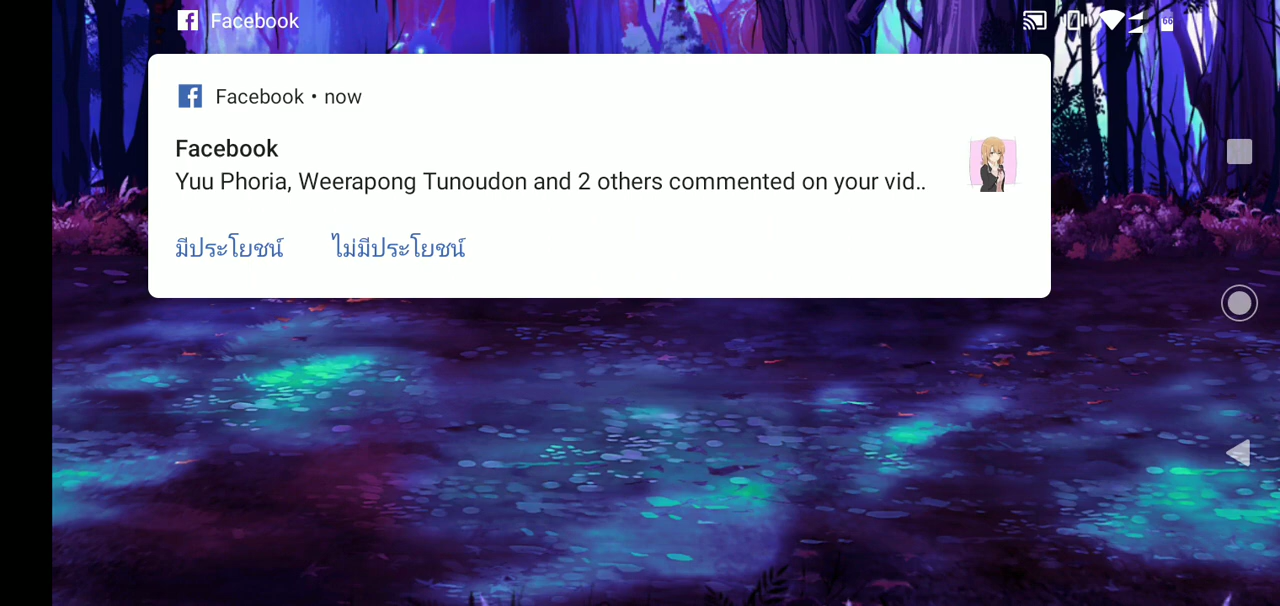 Facebook
66
Facebook • now
Facebook
Yuu Phoria, Weerapong Tunoudon and 2 others commented on your vid..
มีประโยชน์ ไม่มีประโยชน์